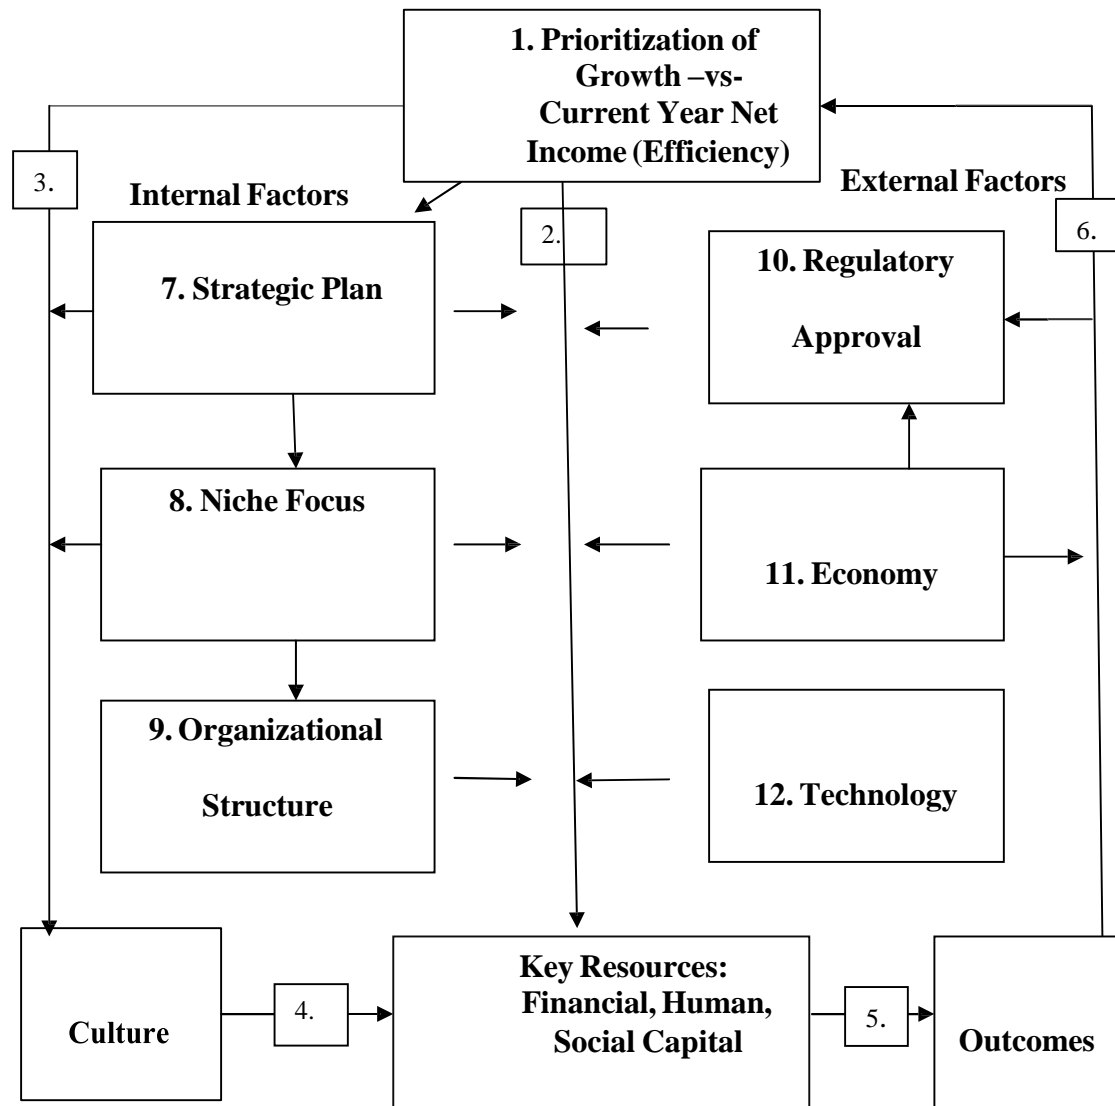 1. Prioritization of
Growth –vs-
Current Year Net
Income (Efficiency)
3.
Internal Factors
External Factors
2.
6.
7. Strategic Plan
10. Regulatory
Approval
8. Niche Focus
11. Economy
9. Organizational
Structure
12. Technology
Culture
4.
Key Resources:
Financial, Human,
Social Capital
5.
Outcomes